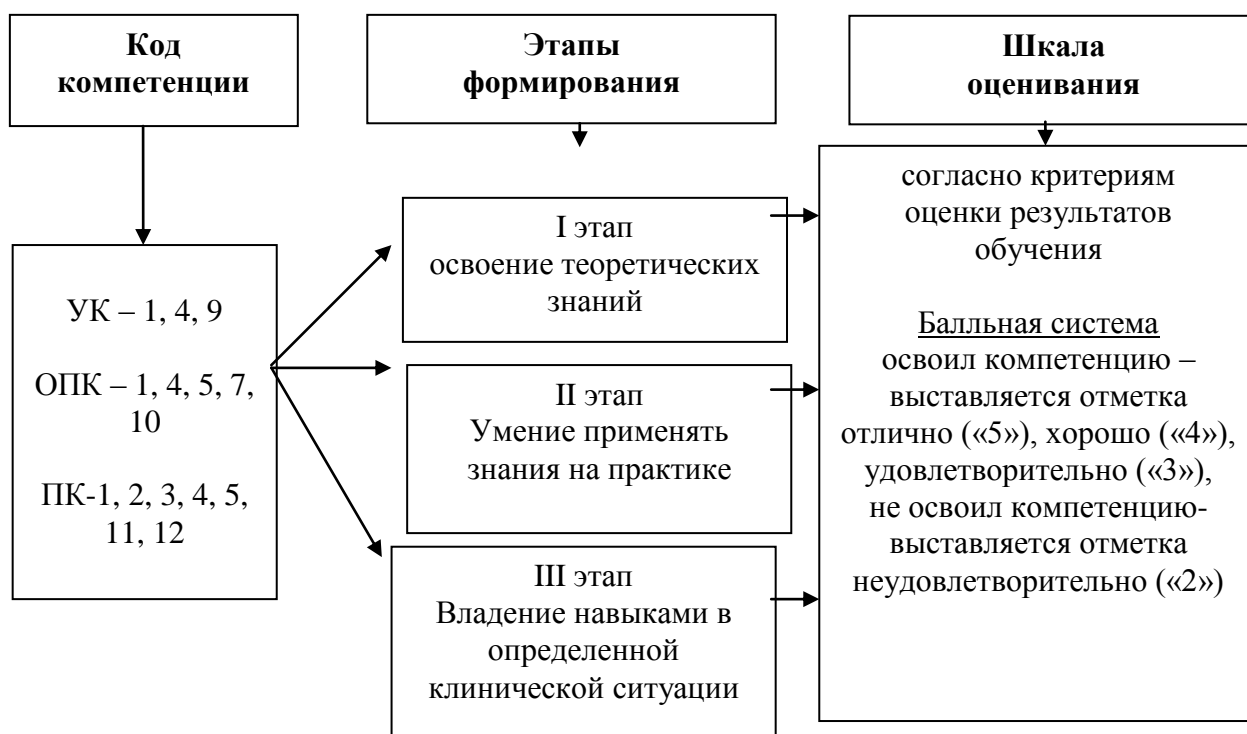 Код
компетенции
Этапы
формирования
Шкала
оценивания
УК – 1, 4, 9
ОПК – 1, 4, 5, 7,
10
ПК-1, 2, 3, 4, 5,
11, 12
I этап
освоение теоретических
знаний
II этап
Умение применять
знания на практике
III этап
Владение навыками в
определенной
клинической ситуации
согласно критериям
оценки результатов
обучения
Балльная система
освоил компетенцию –
выставляется отметка
отлично («5»), хорошо («4»),
удовлетворительно («3»),
не освоил компетенцию-
выставляется отметка
неудовлетворительно («2»)